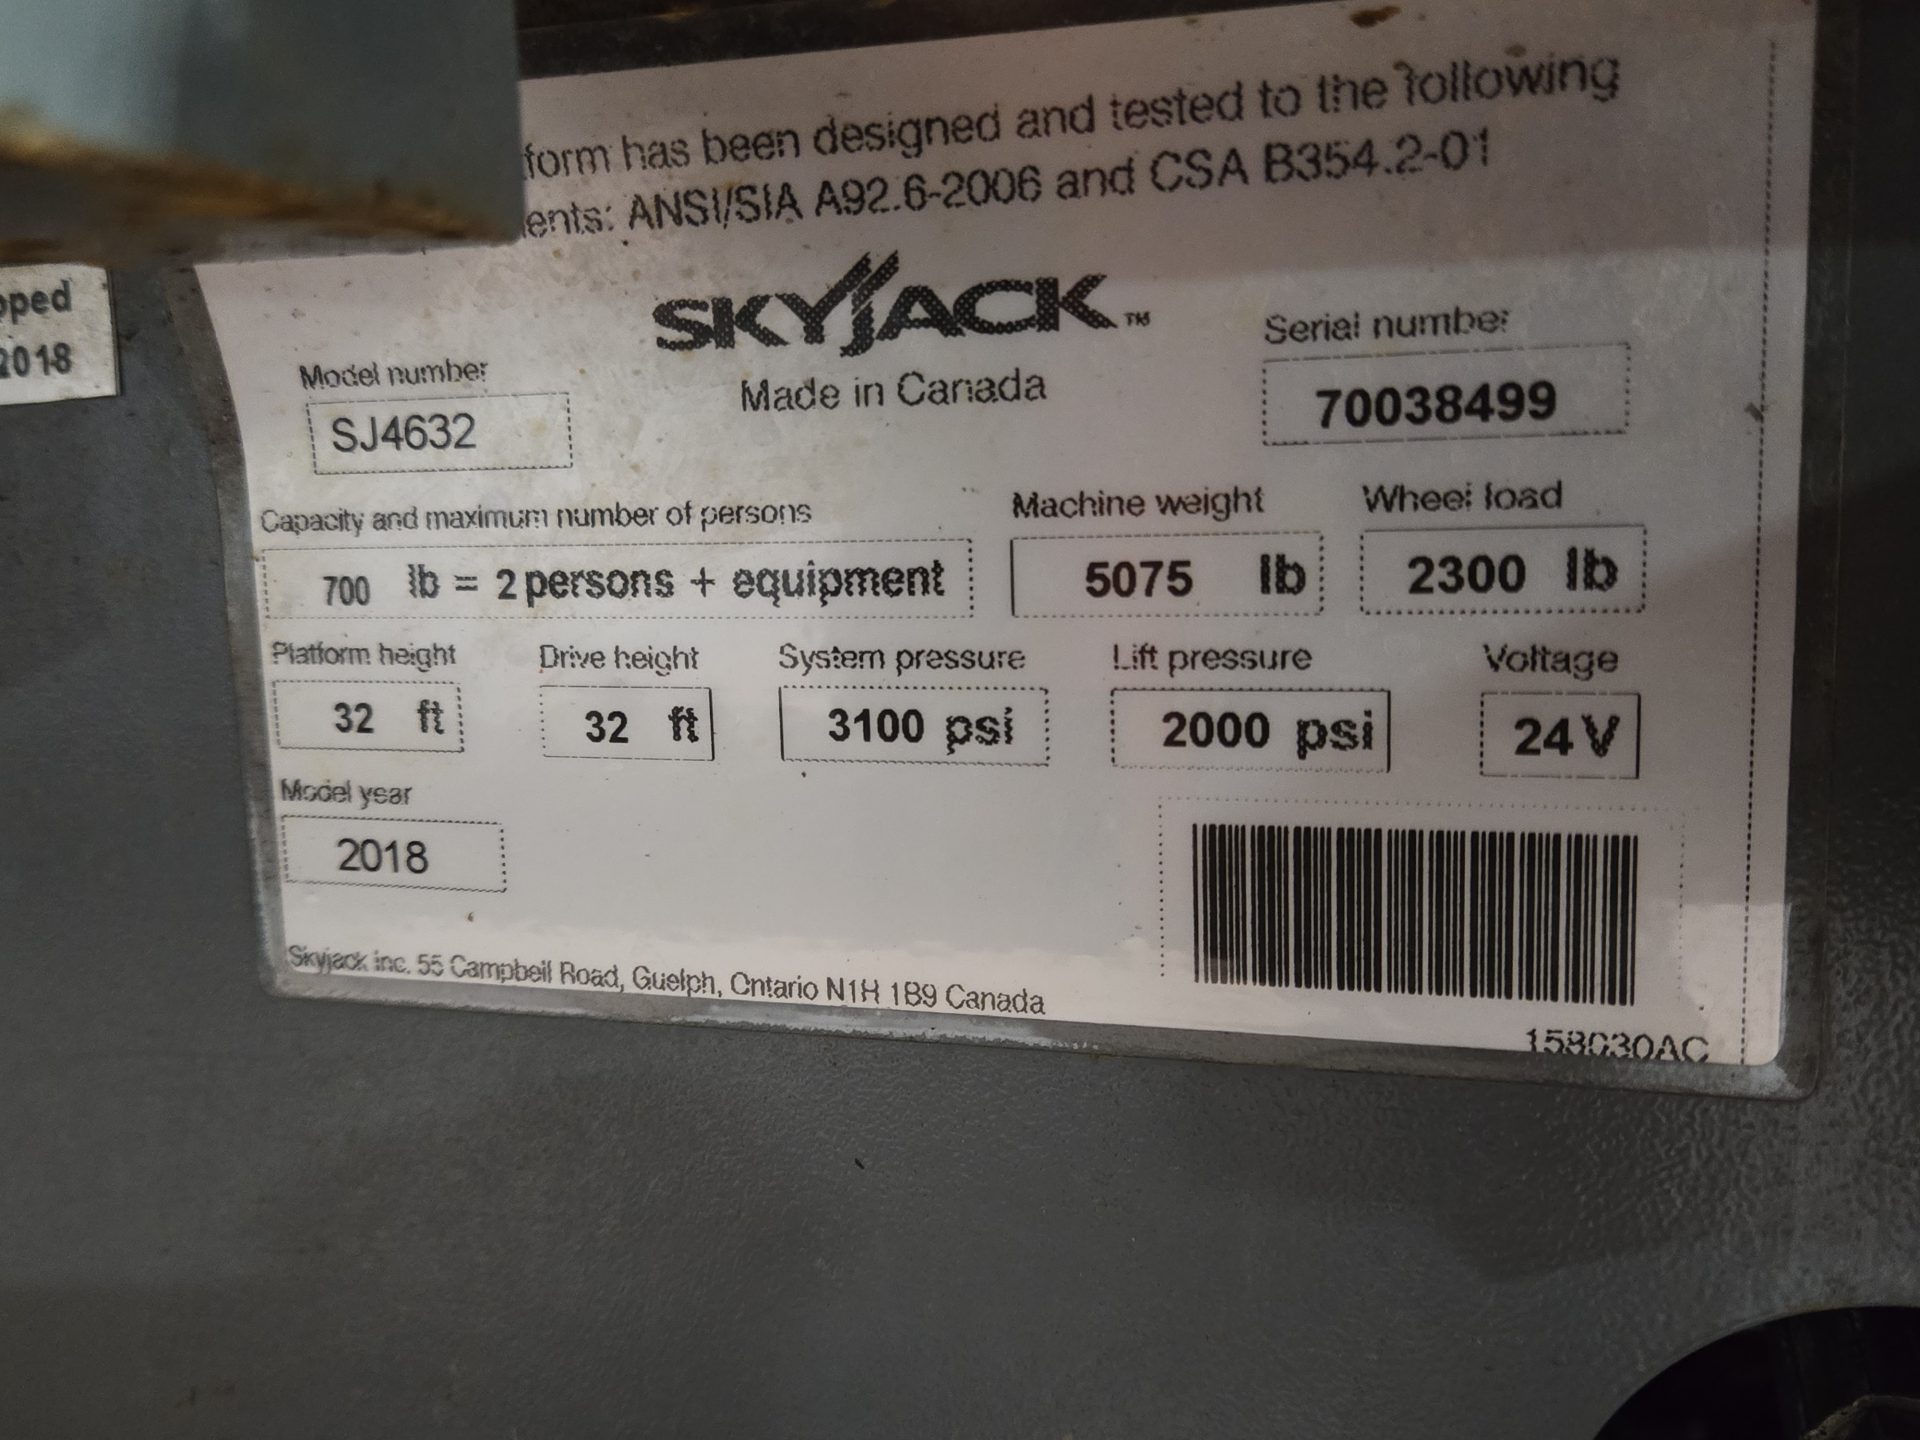 form has been designed and tested to the following
ents: ANSI/SIA A92.6-2006 and CSA B354.2-01
SKYJACK™
Made in Canada
pped
2018
Model number
SJ4632
Serial number
70038499
Capacity and maximum number of persons
700 lb = 2 persons + equipment
Machine weight
5075 lb
Wheel load
2300 lb
Platform height
32 ft
Drive height
32 ft
System pressure
3100 psi
Lift pressure
2000 psi
Voltage
24 V
Model year
2018
Skyjack inc. 55 Campbell Road, Guelph, Ontario N1H 1B9 Canada
158030AC